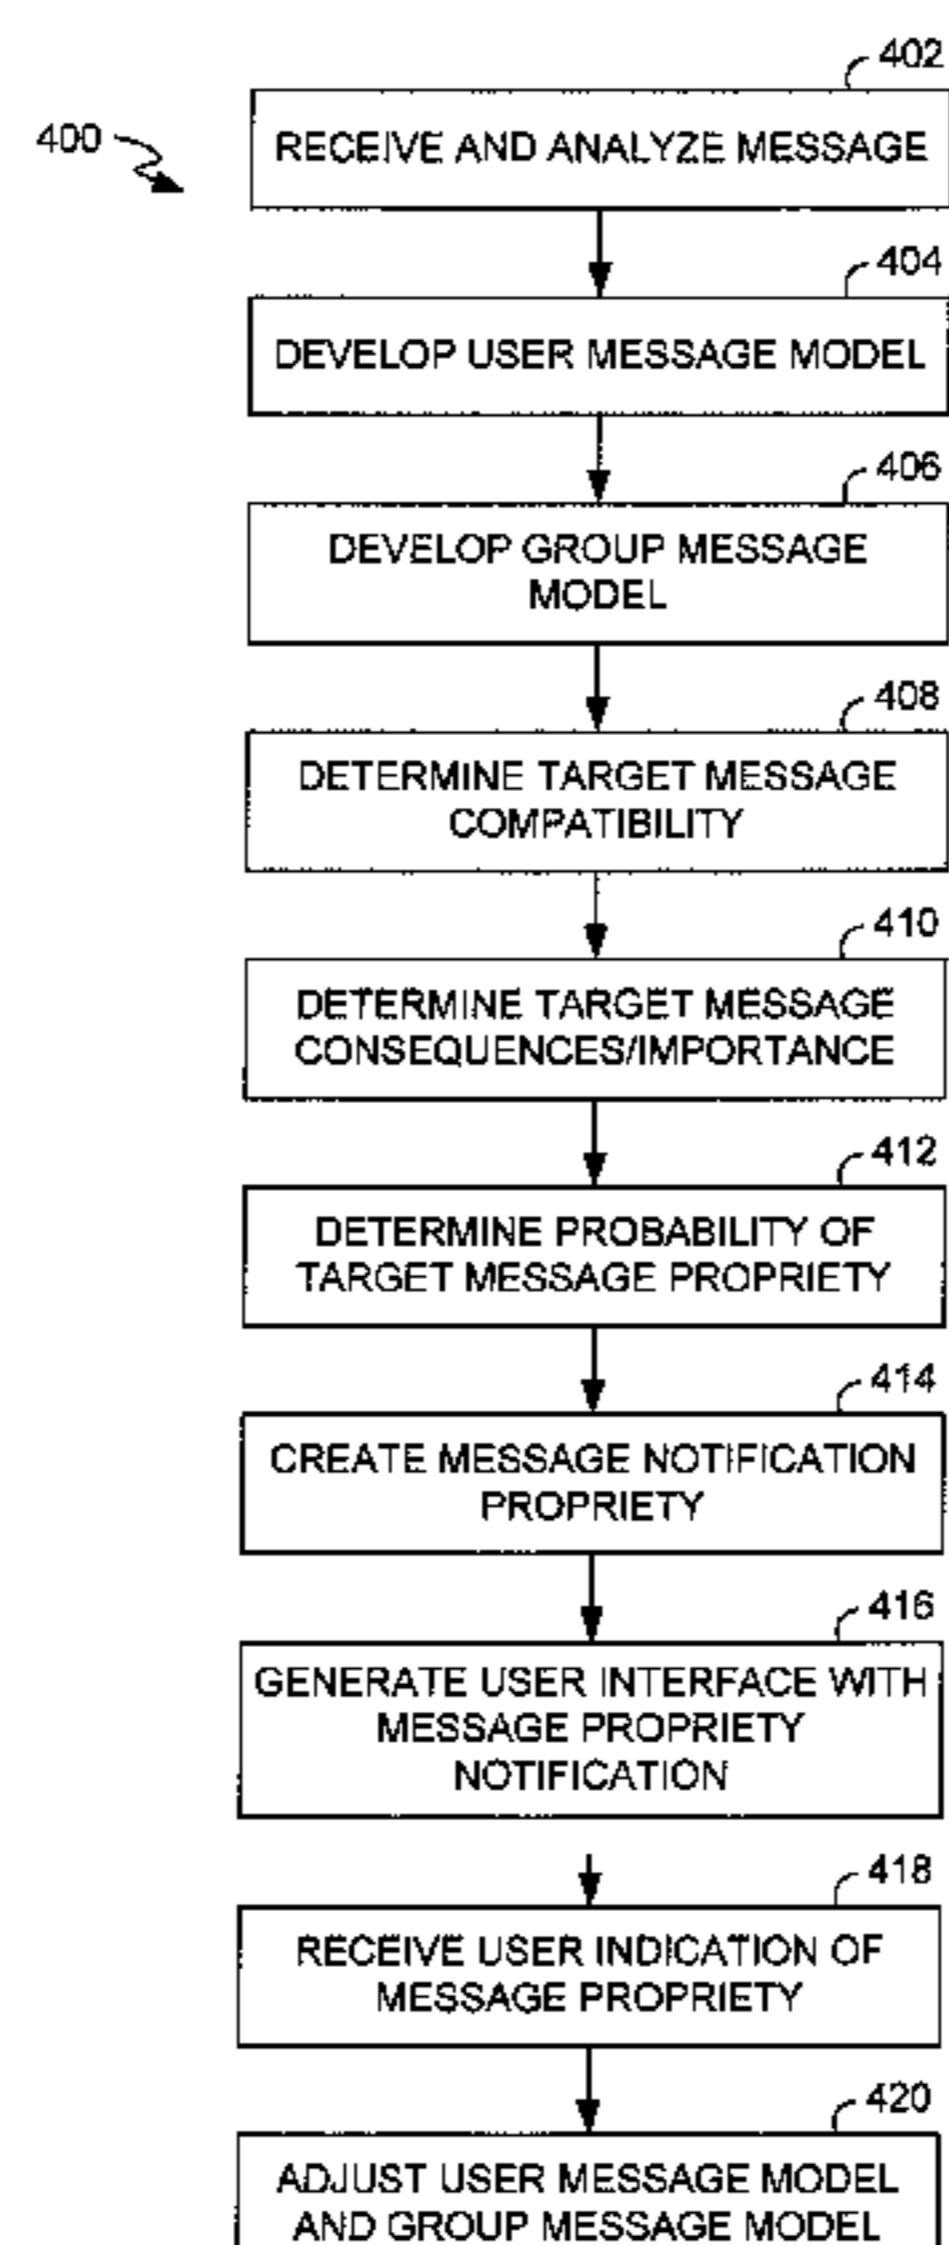 402
400
RECEIVE AND ANALYZE MESSAGE
404
DEVELOP USER MESSAGE MODEL
406
DEVELOP GROUP MESSAGE
MODEL
408
DETERMINE TARGET MESSAGE
COMPATIBILITY
410
DETERMINE TARGET MESSAGE
CONSEQUENCES/IMPORTANCE
412
DETERMINE PROBABILITY OF
TARGET MESSAGE PROPRIETY
414
CREATE MESSAGE NOTIFICATION
PROPRIETY
416
GENERATE USER INTERFACE WITH
MESSAGE PROPRIETY
NOTIFICATION
418
RECEIVE USER INDICATION OF
MESSAGE PROPRIETY
420
ADJUST USER MESSAGE MODEL
AND GROUP MESSAGE MODEL